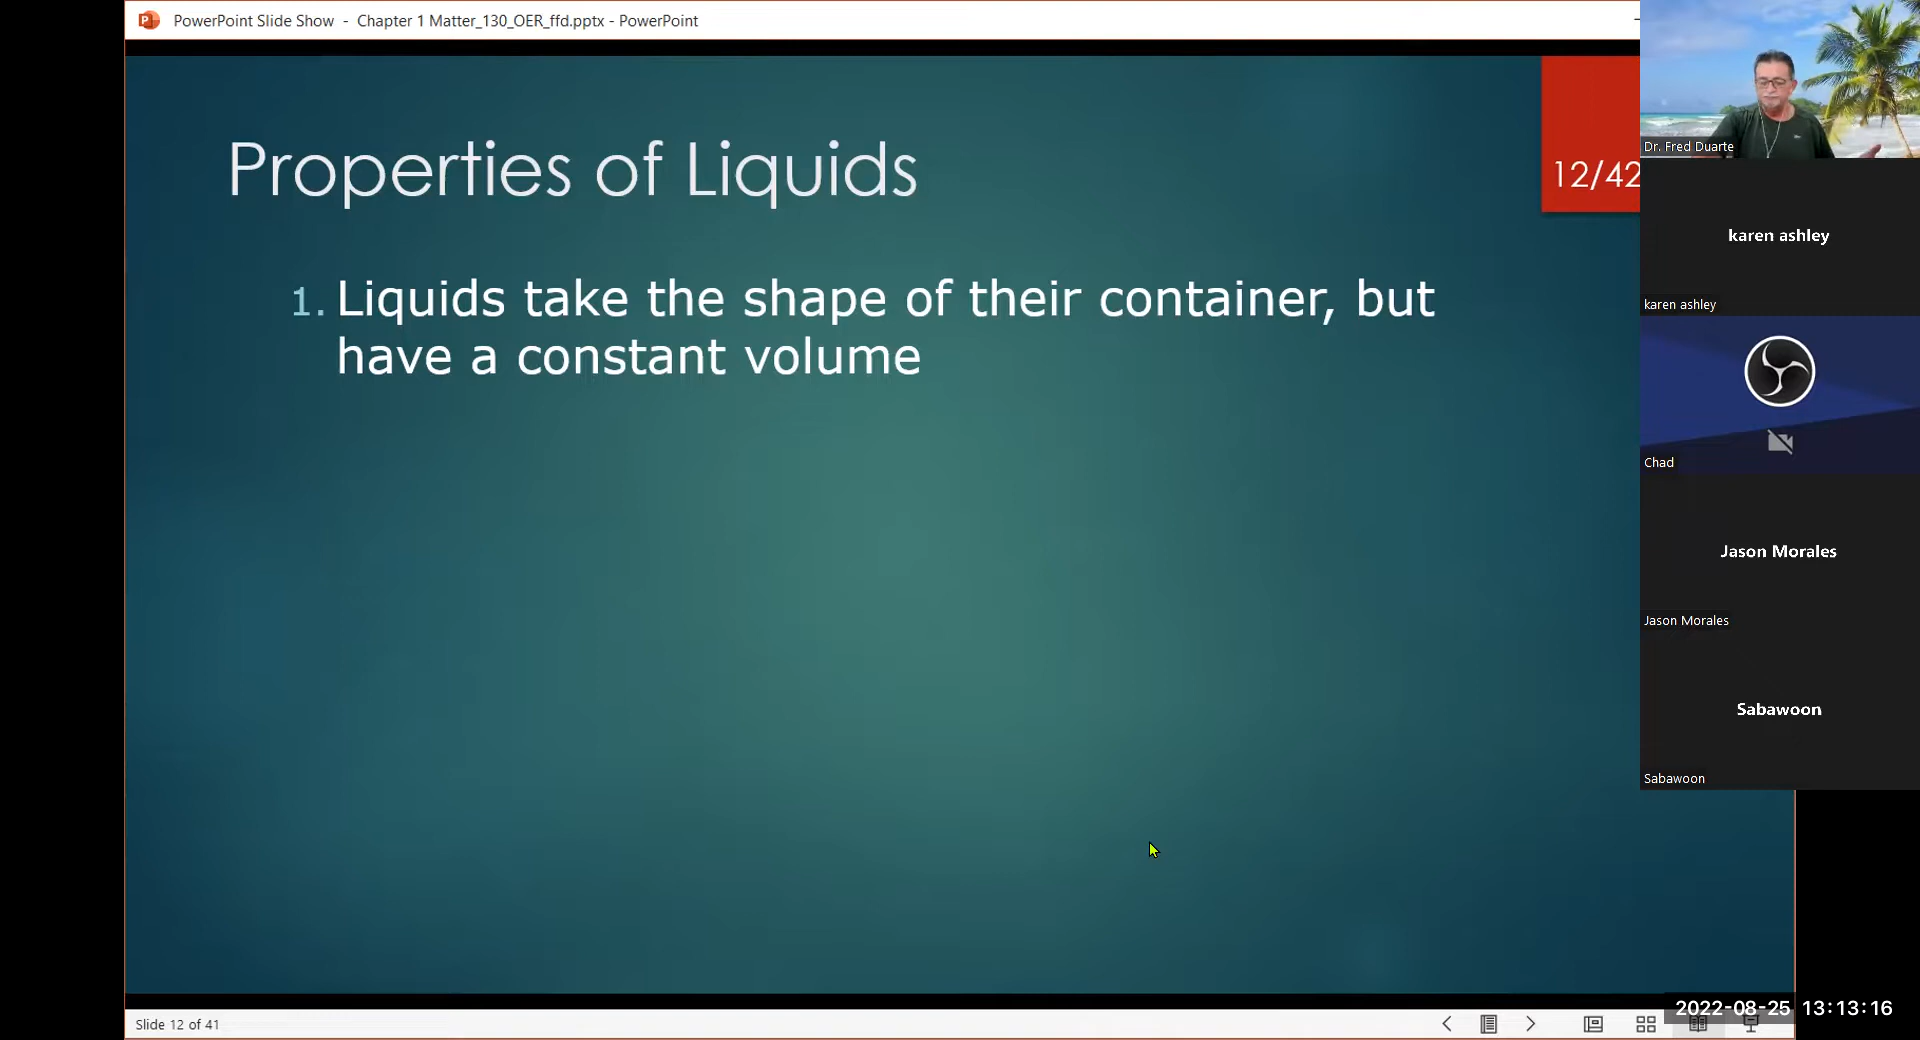 PowerPoint Slide Show - Chapter 1 Matter_130_OER_ffd.pptx - PowerPoint
Properties of Liquids
12/42
1. Liquids take the shape of their container, but
have a constant volume
Dr. Fred Duarte
karen ashley
karen ashley
Chad
Jason Morales
Jason Morales
Sabawoon
Sabawoon
2022-08-25 13:13:16
Slide 12 of 41